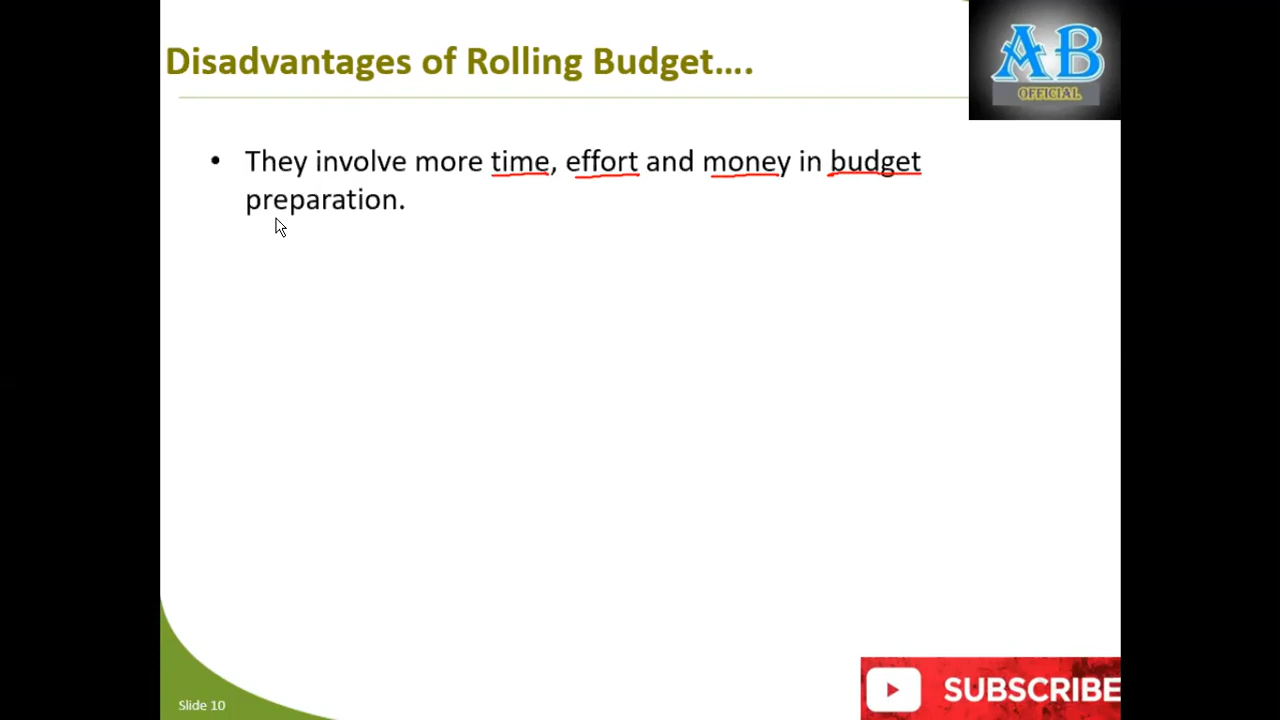 Disadvantages of Rolling Budget....
AB
OFFICIAL
• They involve more time, effort and money in budget
preparation.
Slide 10
SUBSCRIBE